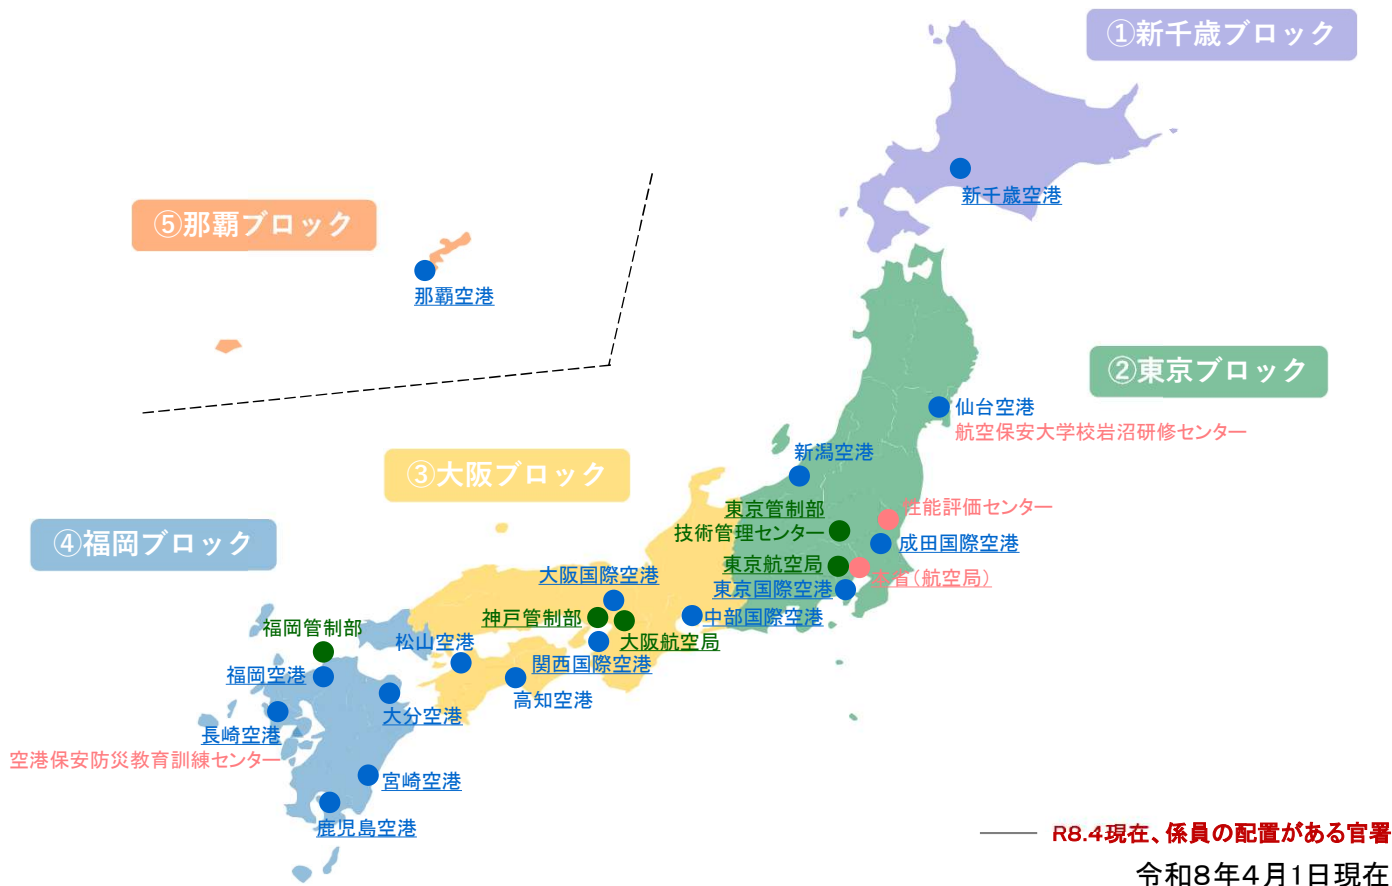 ①新千歳ブロック
新千歳空港
⑤那覇ブロック
那覇空港
②東京ブロック
仙台空港
航空保安大学校岩沼研修センター
新潟空港
③大阪ブロック
東京管制部
技術管理センター
性能評価センター
成田国際空港
東京航空局
本省(航空局)
東京国際空港
④福岡ブロック
大阪国際空港
神戸管制部
中部国際空港
大阪航空局
関西国際空港
福岡管制部
松山空港
高知空港
福岡空港
大分空港
長崎空港
空港保安防災教育訓練センター
宮崎空港
鹿児島空港
R8.4現在、係員の配置がある官署
令和8年4月1日現在